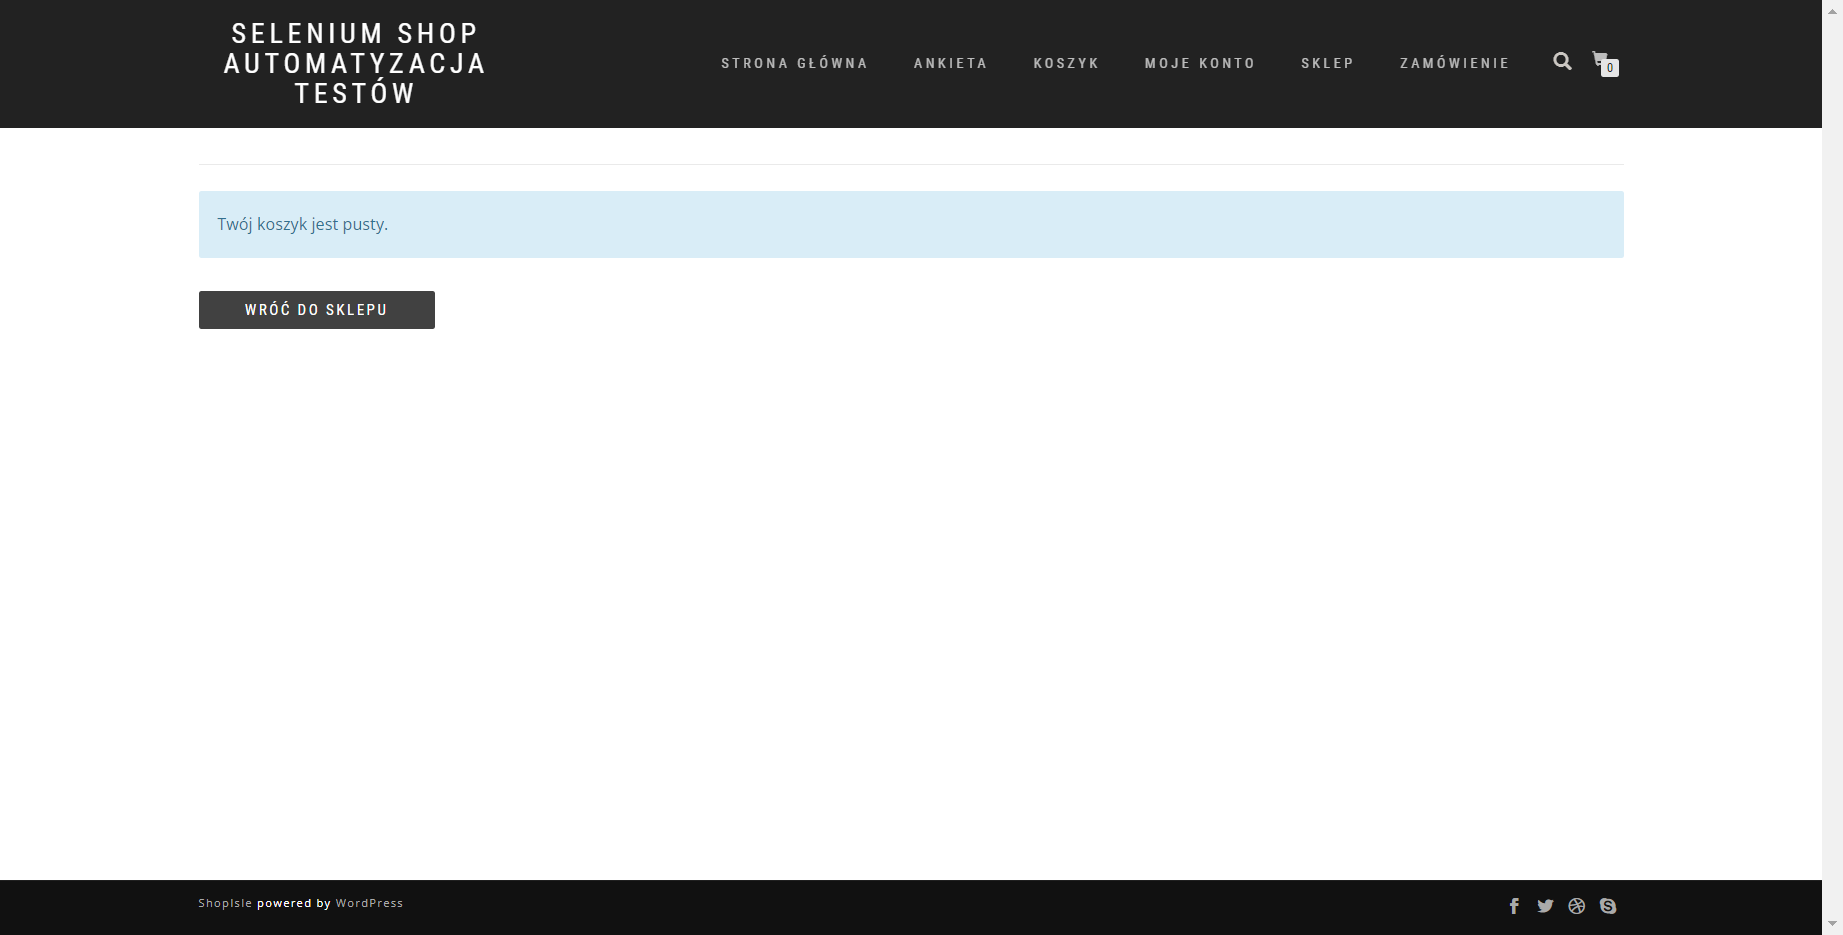 SELENIUM SHOP
AUTOMATYZACJA
TESTÓW
STRONA GŁÓWNA
ANKIETA
KOSZYK
MOJE KONTO
SKLEP
ZAMÓWIENIE
0
Twój koszyk jest pusty.
WRÓĆ DO SKLEPU
ShopIsle powered by WordPress